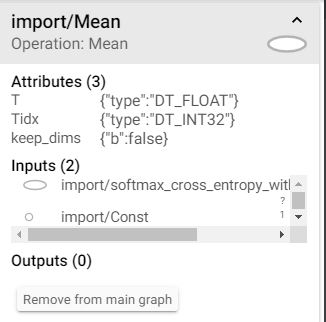 import/Mean
Operation: Mean
Attributes (3)
T {"type":"DT_FLOAT"}
Tidx {"type":"DT_INT32"}
keep_dims {"b":false}
Inputs (2)
import/softmax_cross_entropy_wit
?
import/Const 1
Outputs (0)
Remove from main graph